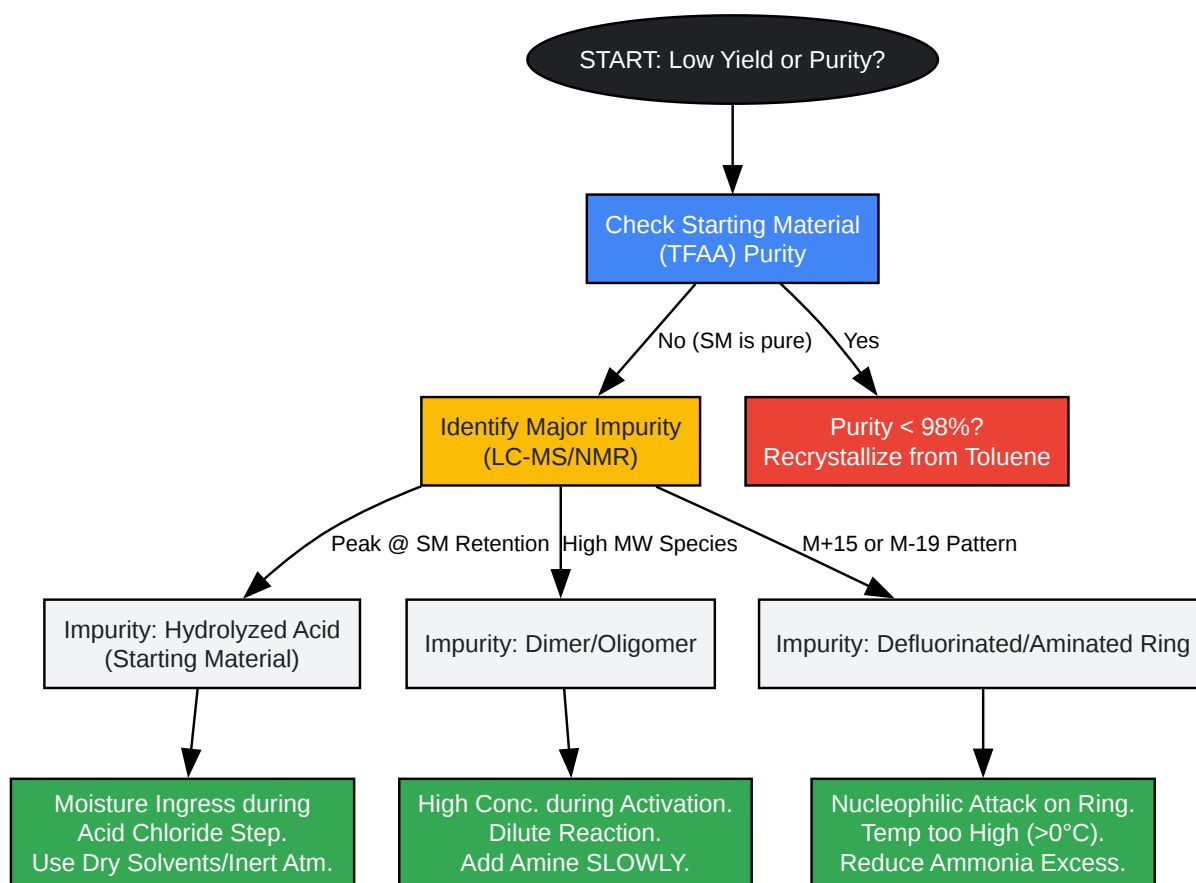 START: Low Yield or Purity?
Check Starting Material
(TFAA) Purity
No (SM is pure)
Yes
Identify Major Impurity
(LC-MS/NMR)
Purity < 98%?
Recrystallize from Toluene
Peak @ SM Retention
High MW Species
M+15 or M-19 Pattern
Impurity: Hydrolyzed Acid
(Starting Material)
Impurity: Dimer/Oligomer
Impurity: Defluorinated/Aminated Ring
Moisture Ingress during
Acid Chloride Step.
Use Dry Solvents/Inert Atm.
High Conc. during Activation.
Dilute Reaction.
Add Amine SLOWLY.
Nucleophilic Attack on Ring.
Temp too High (>0°C).
Reduce Ammonia Excess.